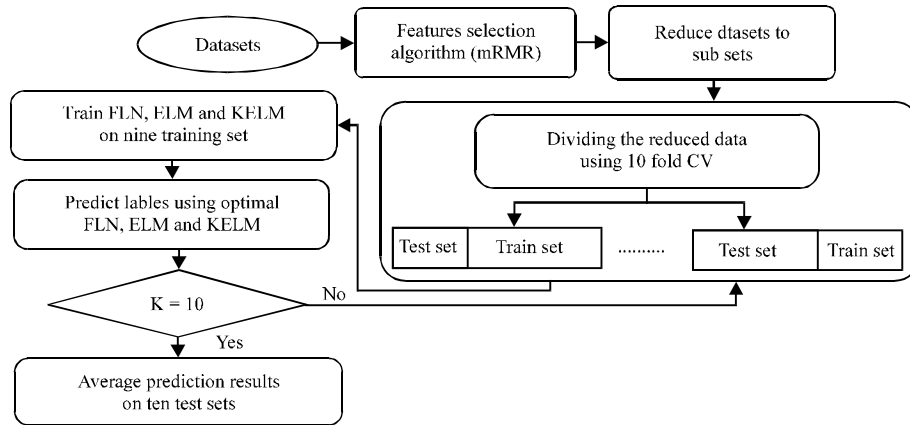 Datasets
Features selection
algorithm (mRMR)
Reduce dtasets to
sub sets
Dividing the reduced data
using 10 fold CV
Test set
Train set
..........
Test set
Train set
Train FLN, ELM and KELM
on nine training set
Predict lables using optimal
FLN, ELM and KELM
K = 10
No
Yes
Average prediction results
on ten test sets